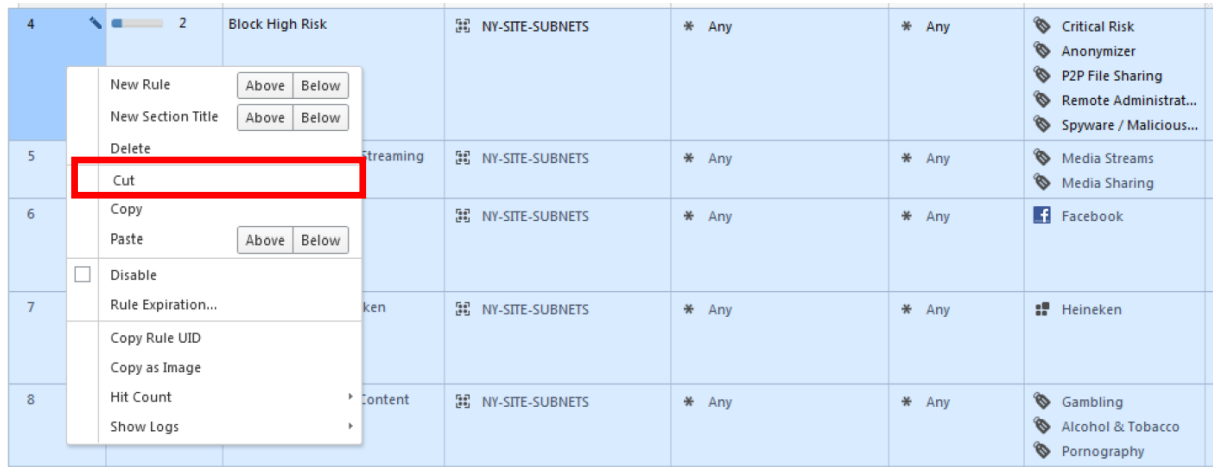 4 2 Block High Risk NY-SITE-SUBNETS * Any * Any Critical Risk
Anonymizer
P2P File Sharing
Remote Administrat...
Spyware / Malicious...
New Rule Above Below
New Section Title Above Below
Delete
5 Streaming NY-SITE-SUBNETS * Any * Any Media Streams
Media Sharing
Cut
Copy
6 NY-SITE-SUBNETS * Any * Any Facebook
Paste Above Below
Disable
Rule Expiration...
7 ken NY-SITE-SUBNETS * Any * Any Heineken
Copy Rule UID
Copy as Image
Hit Count
8 Content NY-SITE-SUBNETS * Any * Any Gambling
Alcohol & Tobacco
Pornography
Show Logs